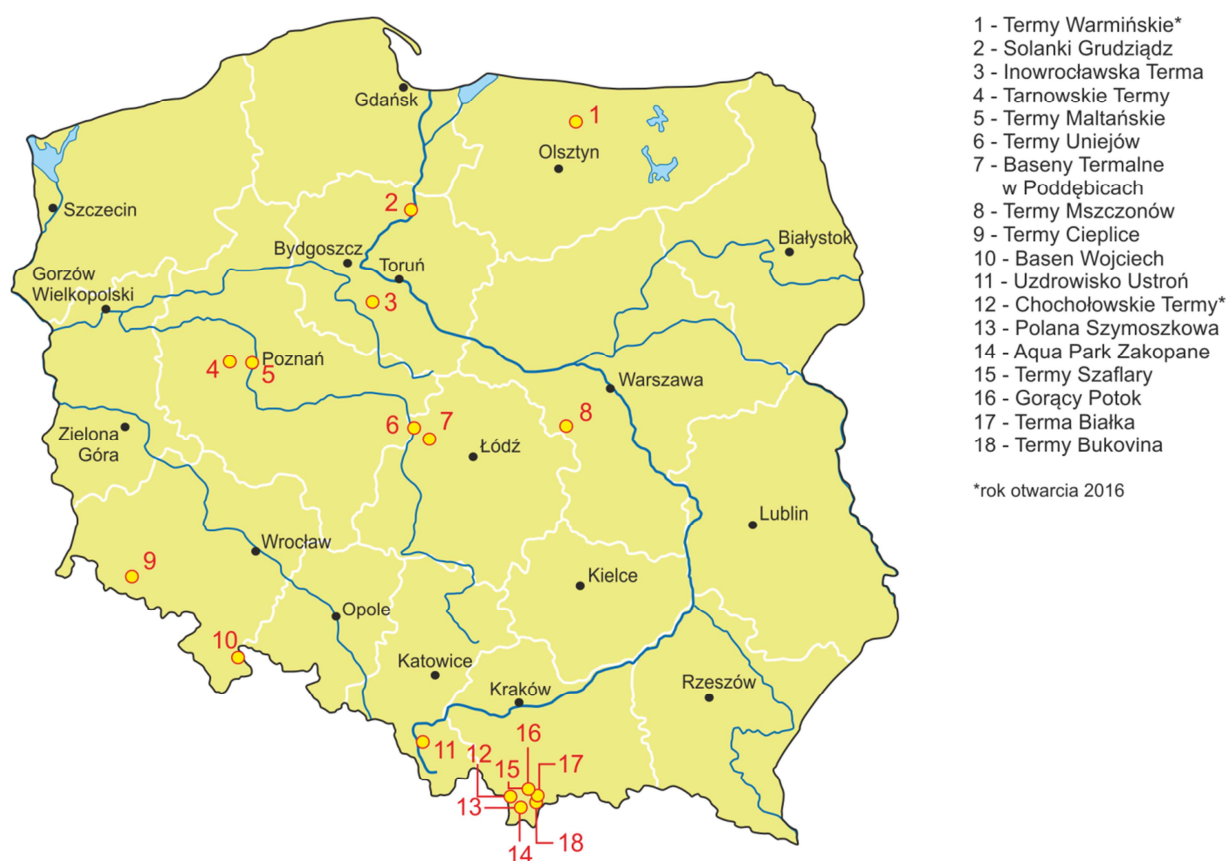 Gdańsk
1
Olsztyn
2
Szczecin
Bydgoszcz
Toruń
Białystok
Gorzów
Wielkopolski
3
Poznań
4
5
Warszawa
6
7
8
Zielona
Góra
Łódź
Lublin
Wrocław
9
Kielce
Opole
10
Katowice
Kraków
Rzeszów
11
12
16
15
17
13
18
14
1 - Termy Warmińskie*
2 - Solanki Grudziądz
3 - Inowrocławska Terma
4 - Tarnowskie Termy
5 - Termy Maltańskie
6 - Termy Uniejów
7 - Baseny Termalne
w Poddębicach
8 - Termy Mszczonów
9 - Termy Cieplice
10 - Basen Wojciech
11 - Uzdrowisko Ustroń
12 - Chochołowskie Termy*
13 - Polana Szymoszkowa
14 - Aqua Park Zakopane
15 - Termy Szaflary
16 - Gorący Potok
17 - Terma Białka
18 - Termy Bukovina
*rok otwarcia 2016